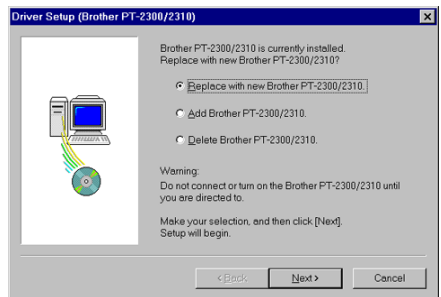 Driver Setup (Brother PT-2300/2310)
Brother PT-2300/2310 is currently installed.
Replace with new Brother PT-2300/2310?
Replace with new Brother PT-2300/2310.
Add Brother PT-2300/2310.
Delete Brother PT-2300/2310.
Warning:
Do not connect or turn on the Brother PT-2300/2310 until
you are directed to.
Make your selection, and then click [Next].
Setup will begin.
< Back Next > Cancel